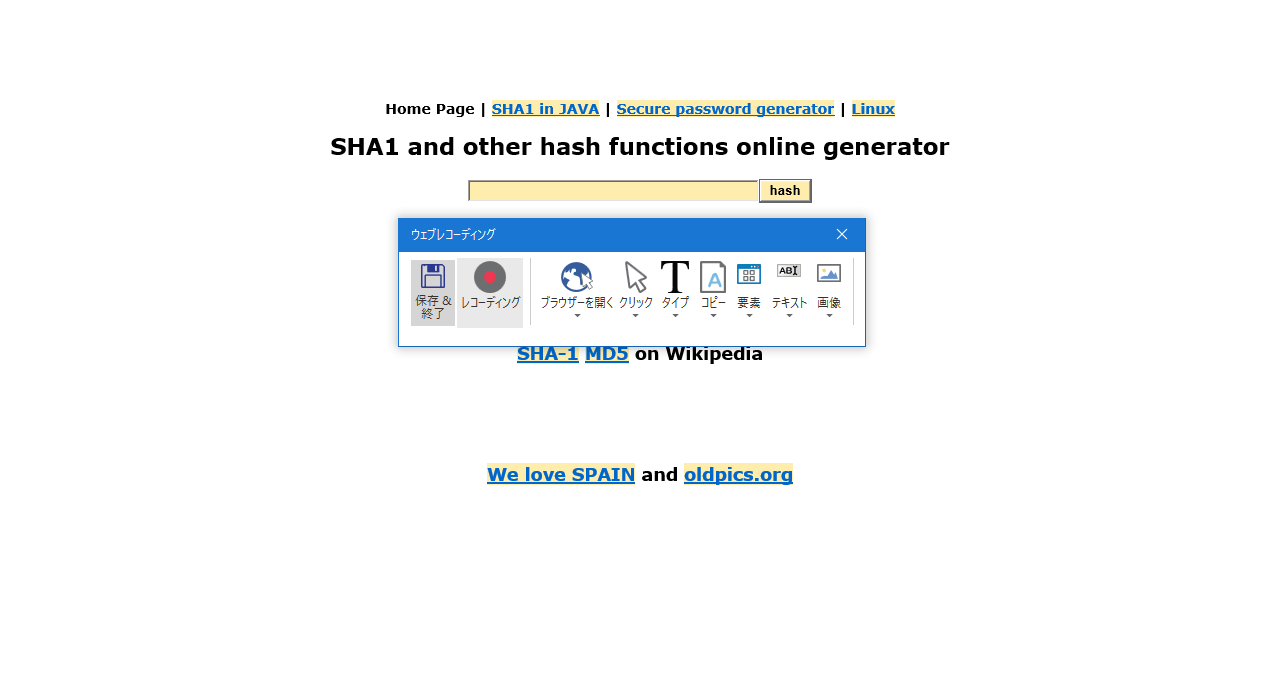 Home Page | SHA1 in JAVA | Secure password generator | Linux
SHA1 and other hash functions online generator
hash
ウェブレコーディング
保存 & 終了
レコーディング
ブラウザーを開く
クリック
タイプ
コピー
要素
テキスト
画像
ABI
SHA-1 MD5 on Wikipedia
We love SPAIN and oldpics.org